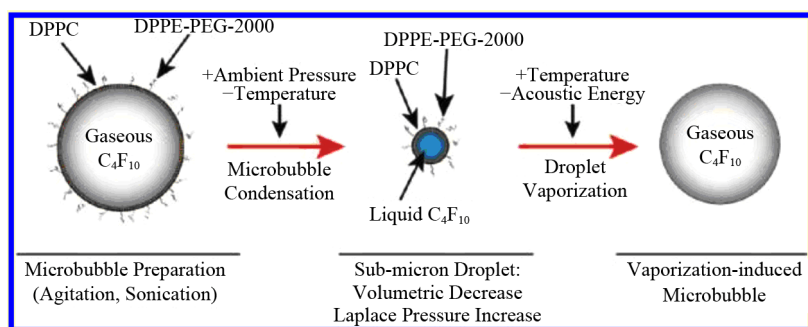 DPPC
DPPE-PEG-2000
Gaseous
C₄F₁₀
+Ambient Pressure
−Temperature
Microbubble
Condensation
DPPE-PEG-2000
DPPC
Liquid C₄F₁₀
+Temperature
−Acoustic Energy
Droplet
Vaporization
Gaseous
C₄F₁₀
Microbubble Preparation
(Agitation, Sonication)
Sub-micron Droplet:
Volumetric Decrease
Laplace Pressure Increase
Vaporization-induced
Microbubble